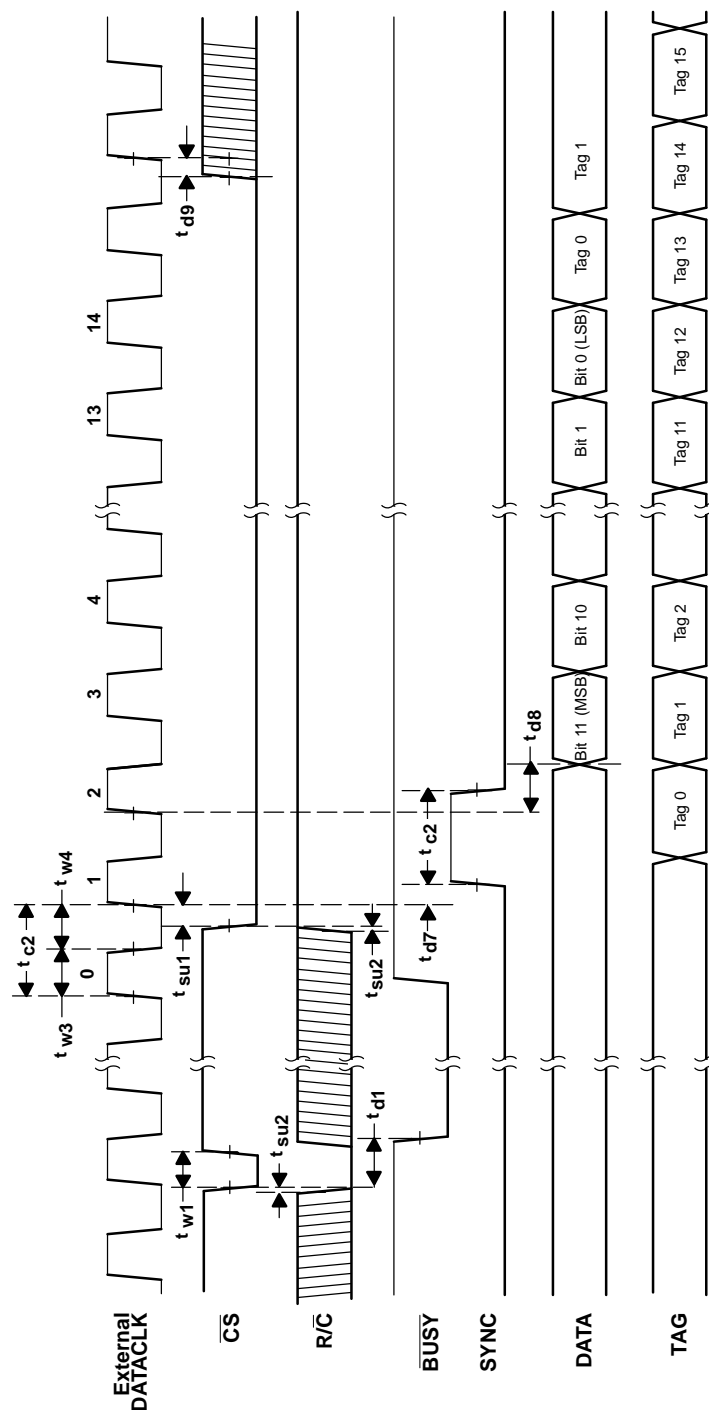 External
DATACLK
0
1
2
3
4
13
14
t w3
t c2
t w4
t d9
CS
t w1
t su1
R/C
t su2
t su2
BUSY
t d1
t d7
t c2
SYNC
t d8
DATA
Bit 11 (MSB)
Bit 10
Bit 1
Bit 0 (LSB)
Tag 0
Tag 1
TAG
Tag 0
Tag 1
Tag 2
Tag 11
Tag 12
Tag 13
Tag 14
Tag 15